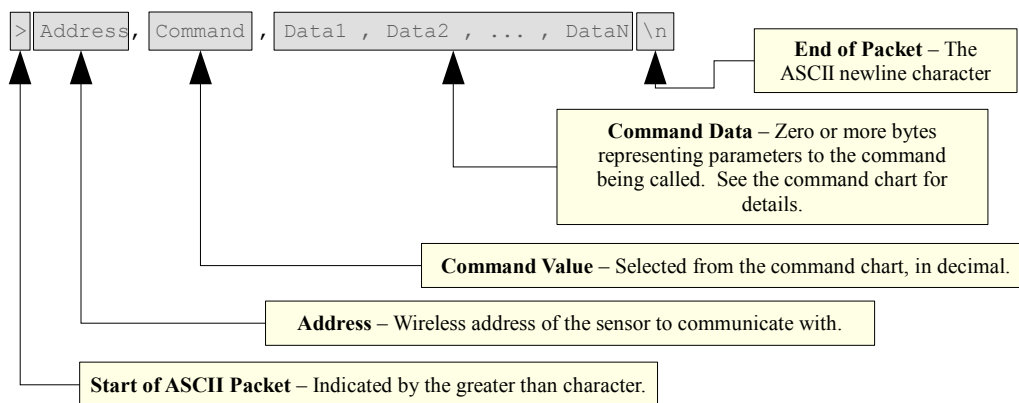 > Address, Command , Data1 , Data2 , ... , DataN \n
End of Packet – The
ASCII newline character
Command Data – Zero or more bytes
representing parameters to the command
being called. See the command chart for
details.
Command Value – Selected from the command chart, in decimal.
Address – Wireless address of the sensor to communicate with.
Start of ASCII Packet – Indicated by the greater than character.